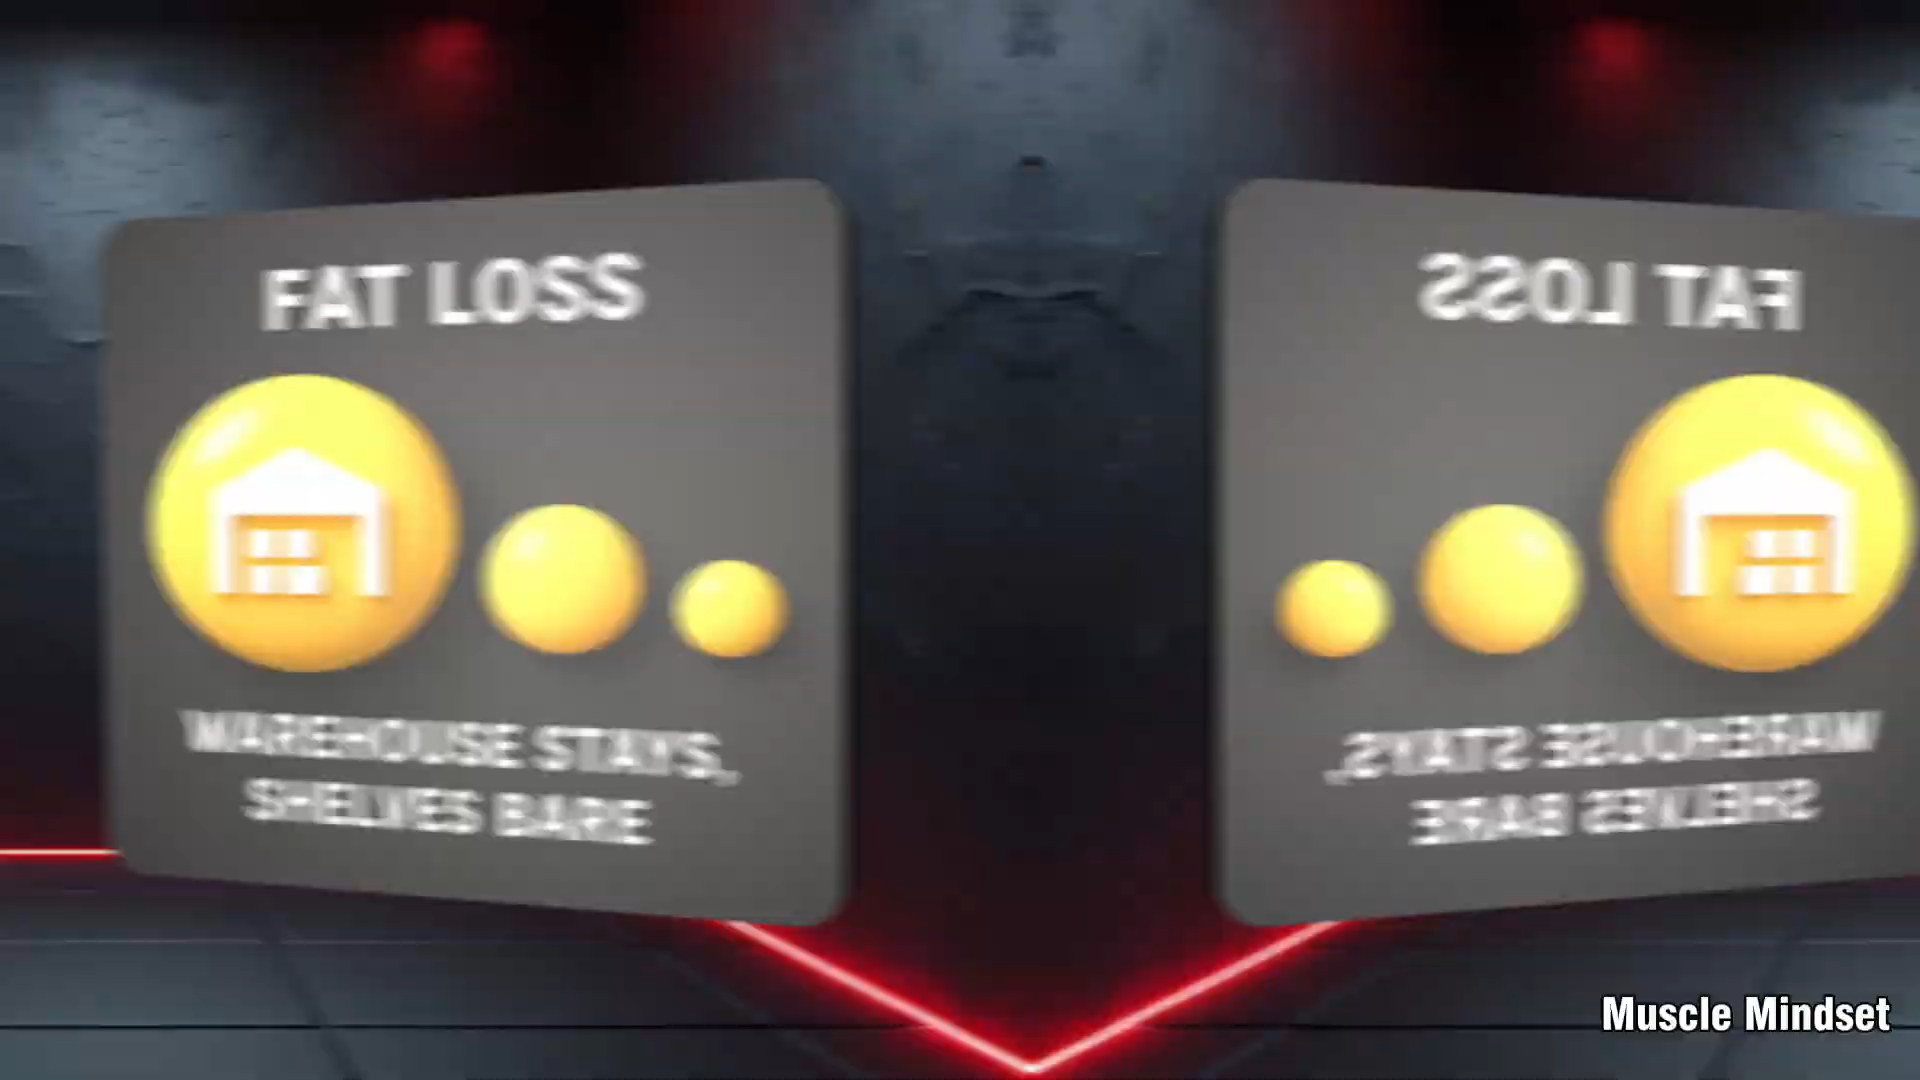 FAT LOSS
WAREHOUSE STAYS,
SHELVES BARE
FAT LOSS
WAREHOUSE STAYS,
SHELVES BARE
Muscle Mindset